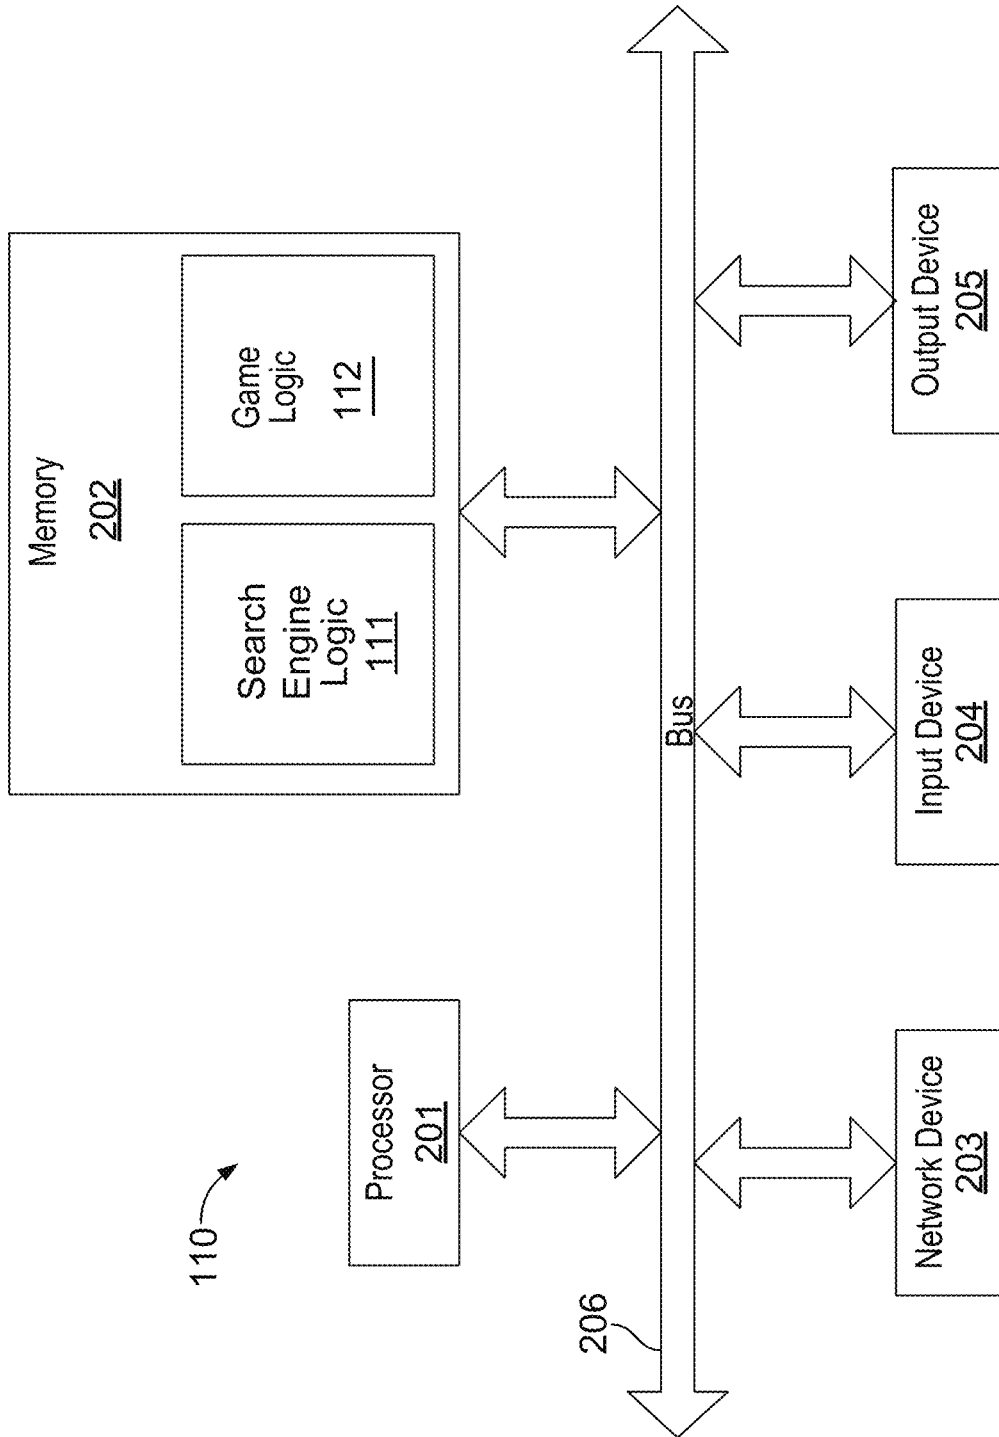 110
Processor
201
Memory
202
Search
Engine
Logic
111
Game
Logic
112
206
Bus
Network Device
203
Input Device
204
Output Device
205